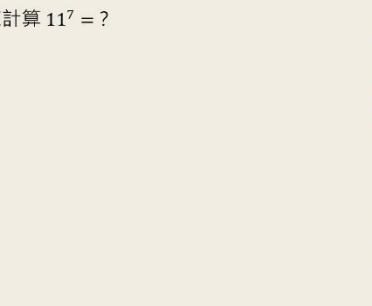 計算 11⁷ = ?